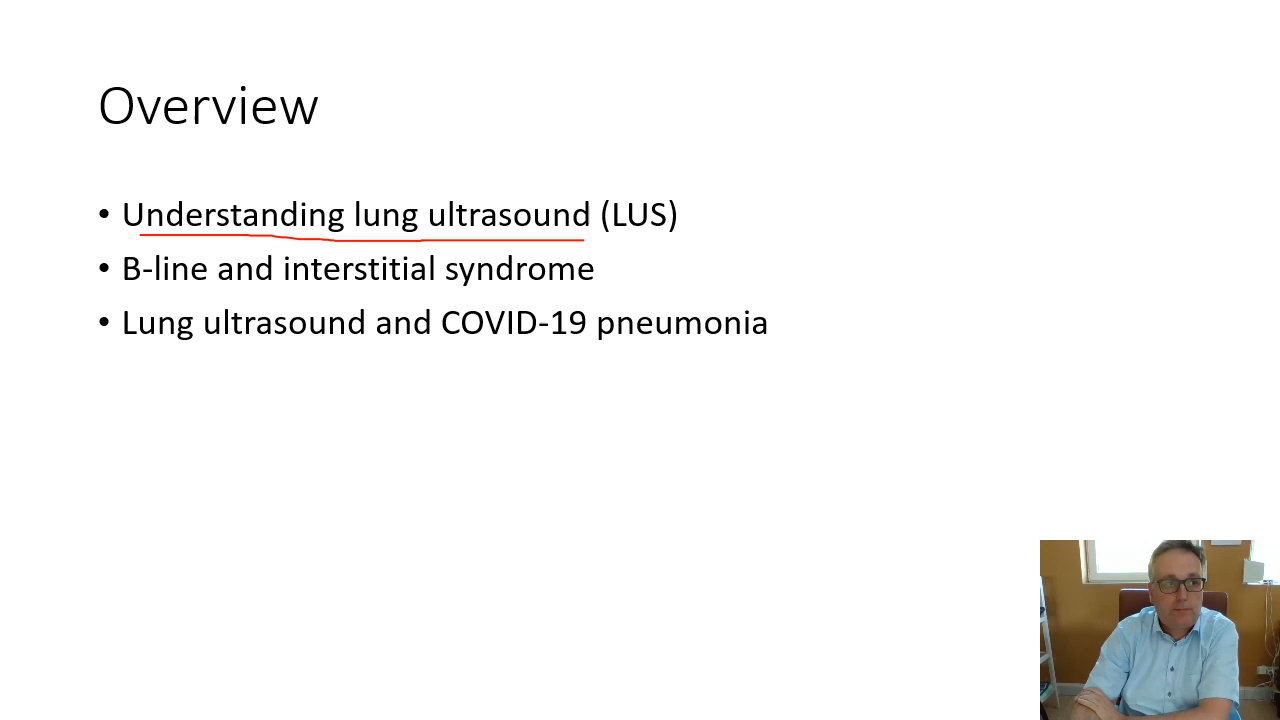 Overview
• Understanding lung ultrasound (LUS)
• B-line and interstitial syndrome
• Lung ultrasound and COVID-19 pneumonia